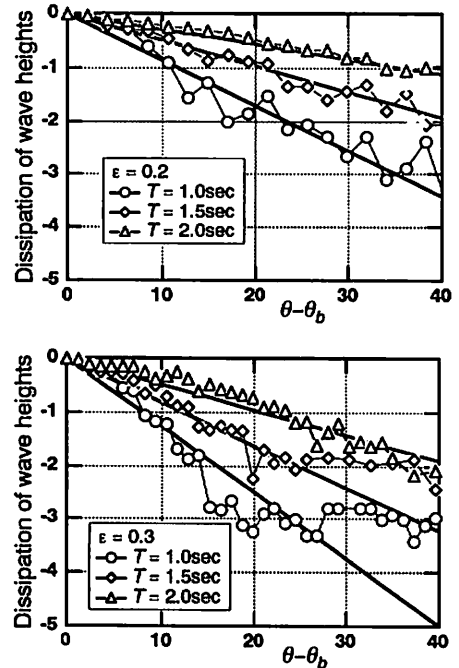 Dissipation of wave heights
0
-1
-2
-3
-4
-5
ε = 0.2
T = 1.0sec
T = 1.5sec
T = 2.0sec
0 10 20 30 40
θ-θb
Dissipation of wave heights
0
-1
-2
-3
-4
-5
ε = 0.3
T = 1.0sec
T = 1.5sec
T = 2.0sec
0 10 20 30 40
θ-θb